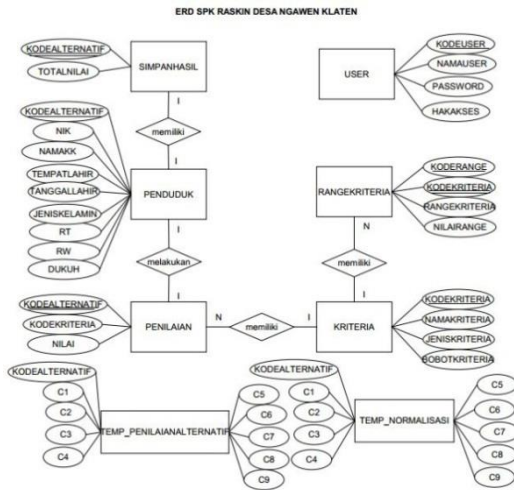 ERD SPK RASKIN DESA NGAWEN KLATEN
KODEALTERNATIF
TOTALNILAI
SIMPANHASIL
I
memiliki
I
KODEALTERNATIF
NIK
NAMAKK
TEMPATLAHIR
TANGGALLAHIR
JENISKELAMIN
RT
RW
DUKUH
PENDUDUK
I
melakukan
I
KODEALTERNATIF
KODEKRITERIA
NILAI
PENILAIAN
N
memiliki
I
USER
KODEUSER
NAMAUSER
PASSWORD
HAKAKSES
RANGEKRITERIA
KODERANGE
KODEKRITERIA
RANGEKRITERIA
NILAIRANGE
N
memiliki
I
KRITERIA
KODEKRITERIA
NAMAKRITERIA
JENISKRITERIA
BOBOTKRITERIA
KODEALTERNATIF
C1
C2
C3
C4
TEMP_PENILAIANALTERNATIF
C5
C6
C7
C8
C9
KODEALTERNATIF
C1
C2
C3
C4
TEMP_NORMALISASI
C5
C6
C7
C8
C9